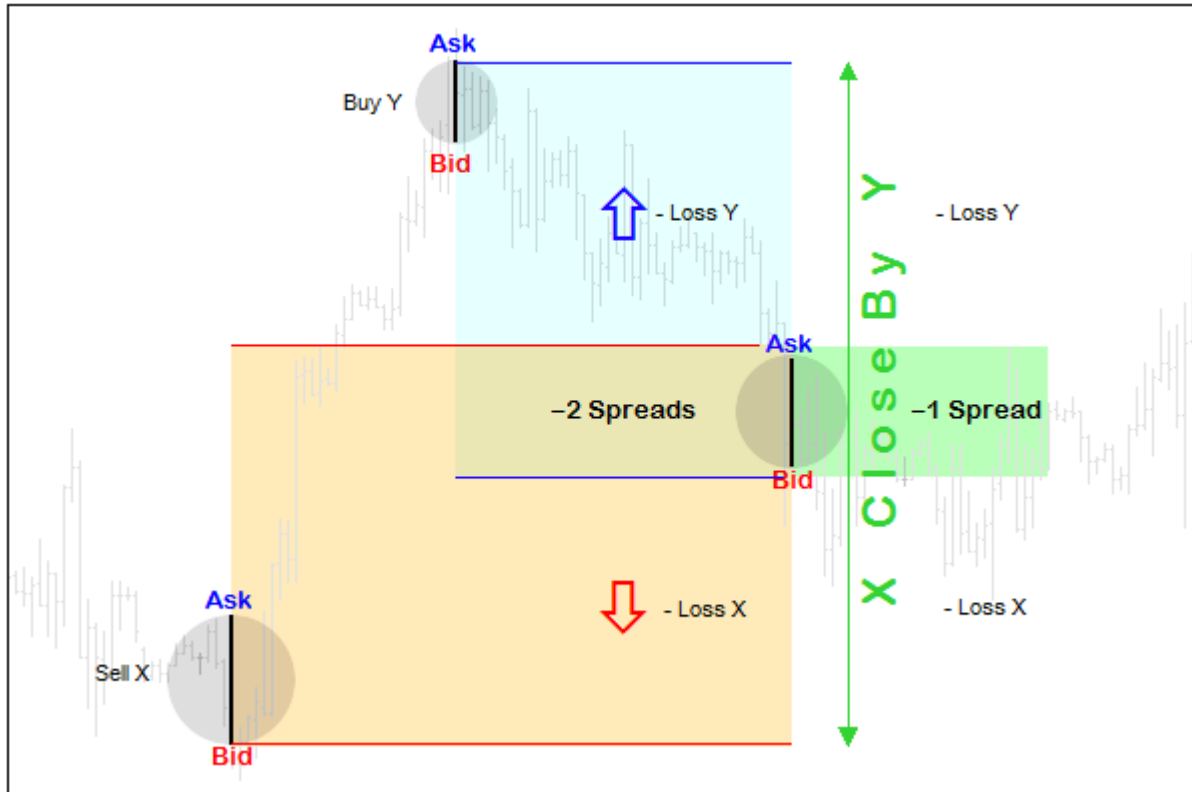 Ask
Buy Y
Bid
- Loss Y
- Loss Y
X Close By Y
Ask
–2 Spreads
–1 Spread
Bid
Ask
- Loss X
- Loss X
Sell X
Bid